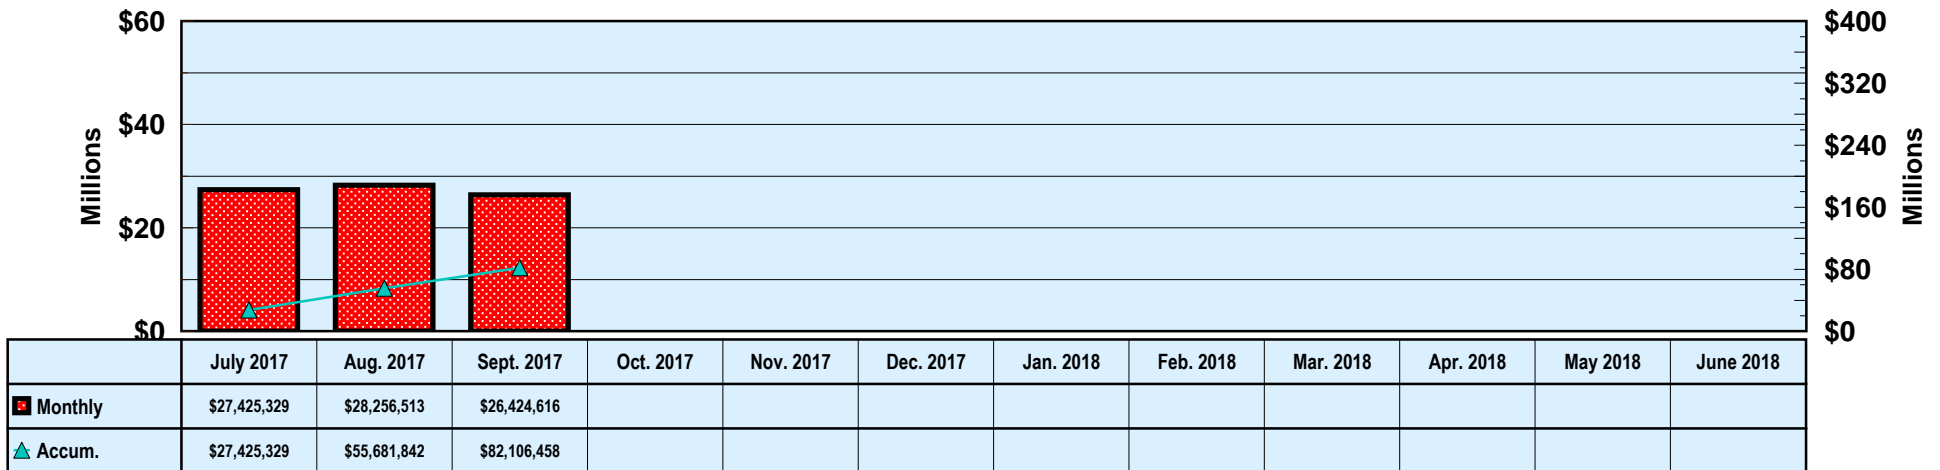 $60
$40
$20
$0
Millions
$400
$320
$240
$160
$80
$0
Millions
July 2017 Aug. 2017 Sept. 2017 Oct. 2017 Nov. 2017 Dec. 2017 Jan. 2018 Feb. 2018 Mar. 2018 Apr. 2018 May 2018 June 2018
Monthly $27,425,329 $28,256,513 $26,424,616
Accum. $27,425,329 $55,681,842 $82,106,458